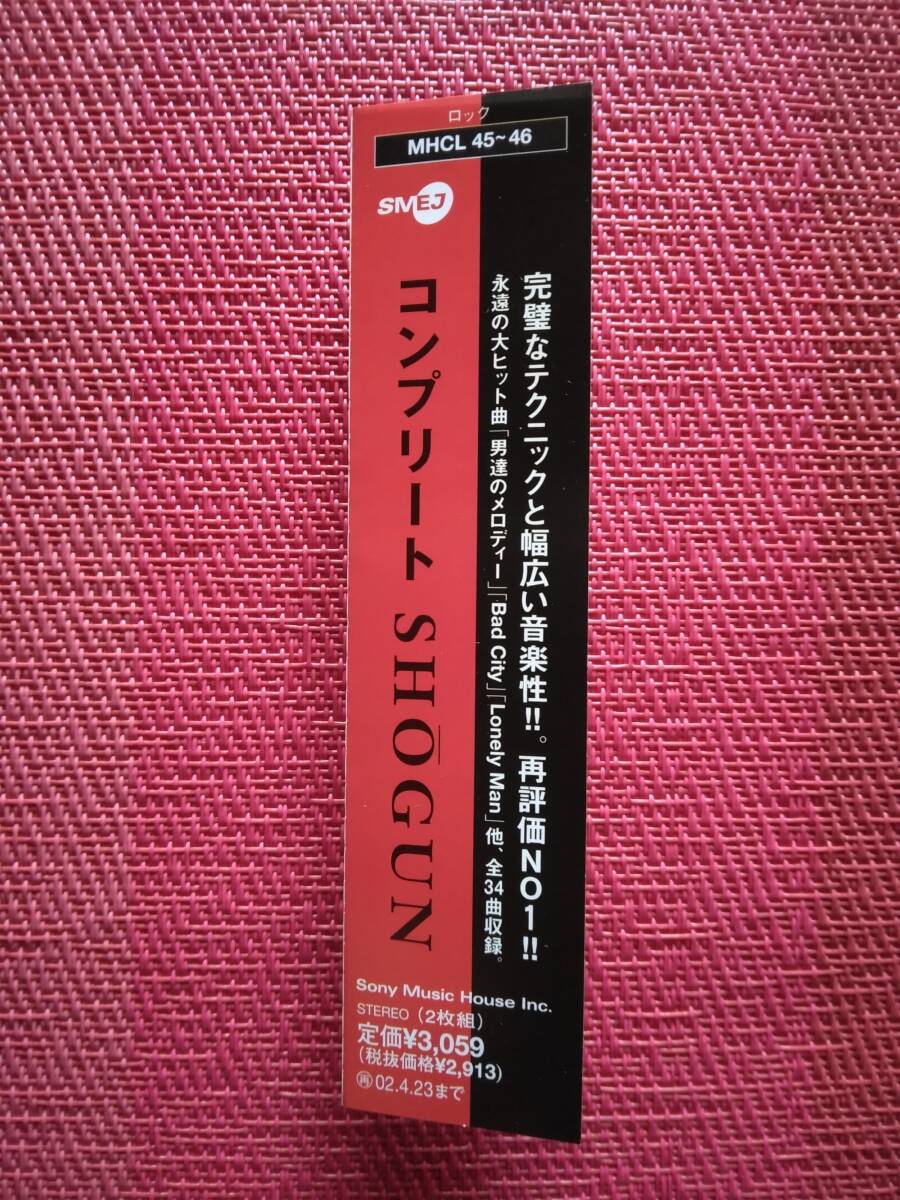 ロック
MHCL 45~46
SMEJ
完璧なテクニックと幅広い音楽性!!。再評価NO1!!
永遠の大ヒット曲「男達のメロディー」「Bad City」「Lonely Man」他、全34曲収録。
コンプリート SHŌGUN
Sony Music House Inc.
STEREO (2枚組)
定価¥3,059
(税抜価格¥2,913)
㊢02.4.23まで